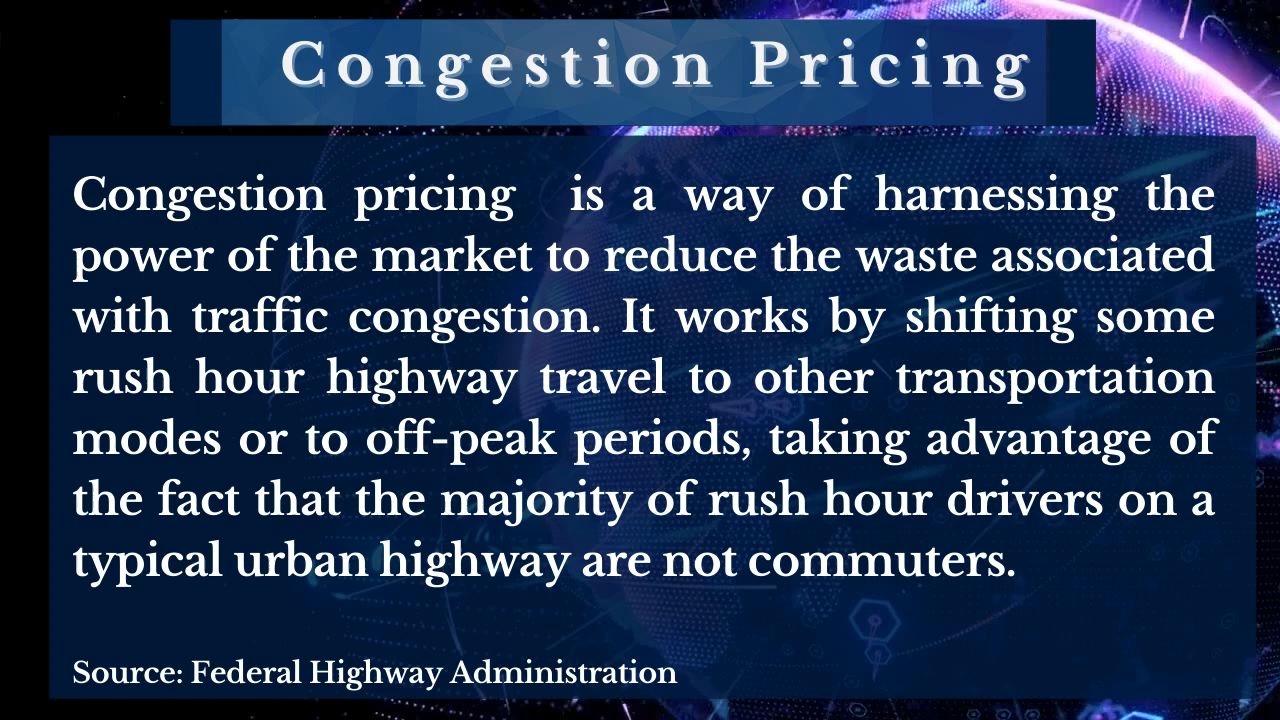 Congestion Pricing
Congestion pricing is a way of harnessing the
power of the market to reduce the waste associated
with traffic congestion. It works by shifting some
rush hour highway travel to other transportation
modes or to off-peak periods, taking advantage of
the fact that the majority of rush hour drivers on a
typical urban highway are not commuters.
Source: Federal Highway Administration